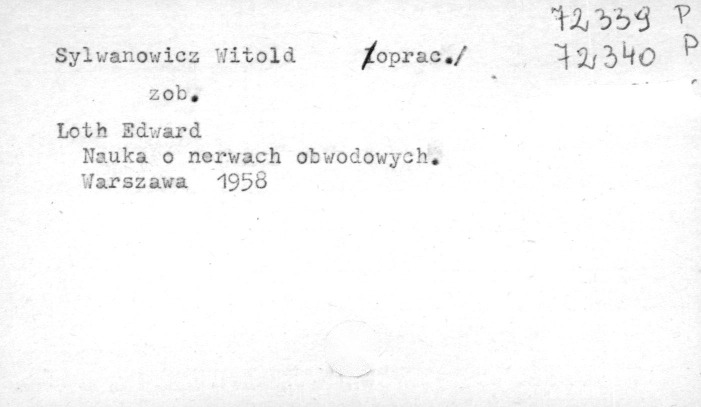 72339 P
Sylwanowicz Witold /oprac./
72340 P
zob.
Loth Edward
Nauka o nerwach obwodowych.
Warszawa 1958